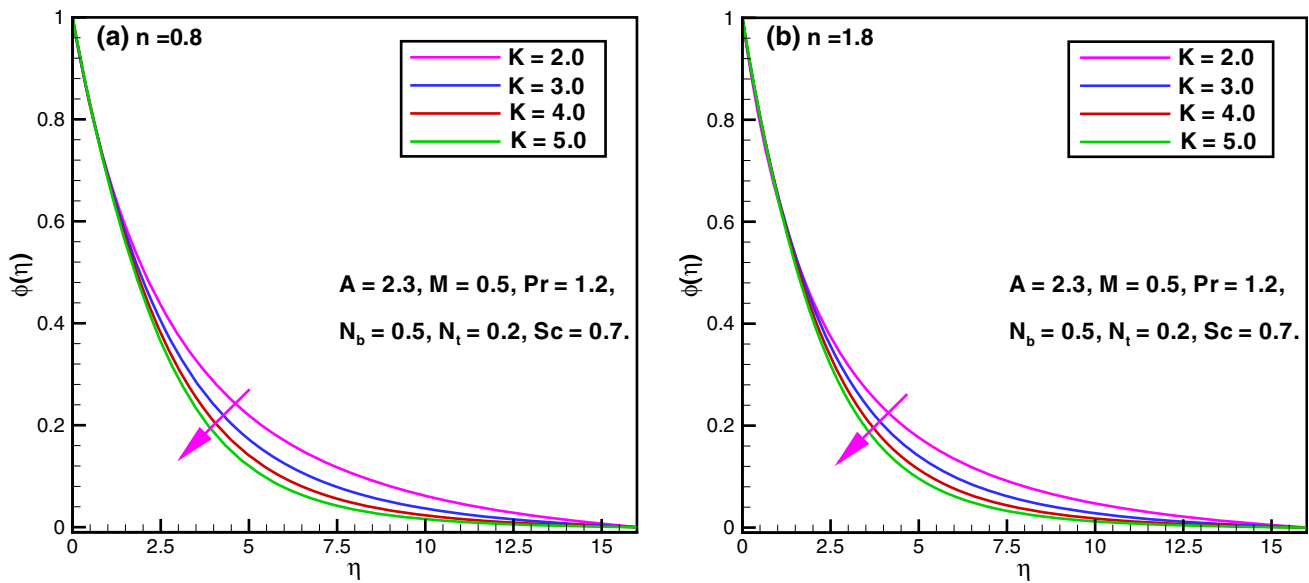 (a) n =0.8
K = 2.0
K = 3.0
K = 4.0
K = 5.0
A = 2.3, M = 0.5, Pr = 1.2,
N_b = 0.5, N_t = 0.2, Sc = 0.7.
ϕ(η)
1
0.8
0.6
0.4
0.2
0
0 2.5 5 7.5 10 12.5 15
η
(b) n =1.8
K = 2.0
K = 3.0
K = 4.0
K = 5.0
A = 2.3, M = 0.5, Pr = 1.2,
N_b = 0.5, N_t = 0.2, Sc = 0.7.
ϕ(η)
1
0.8
0.6
0.4
0.2
0
0 2.5 5 7.5 10 12.5 15
η